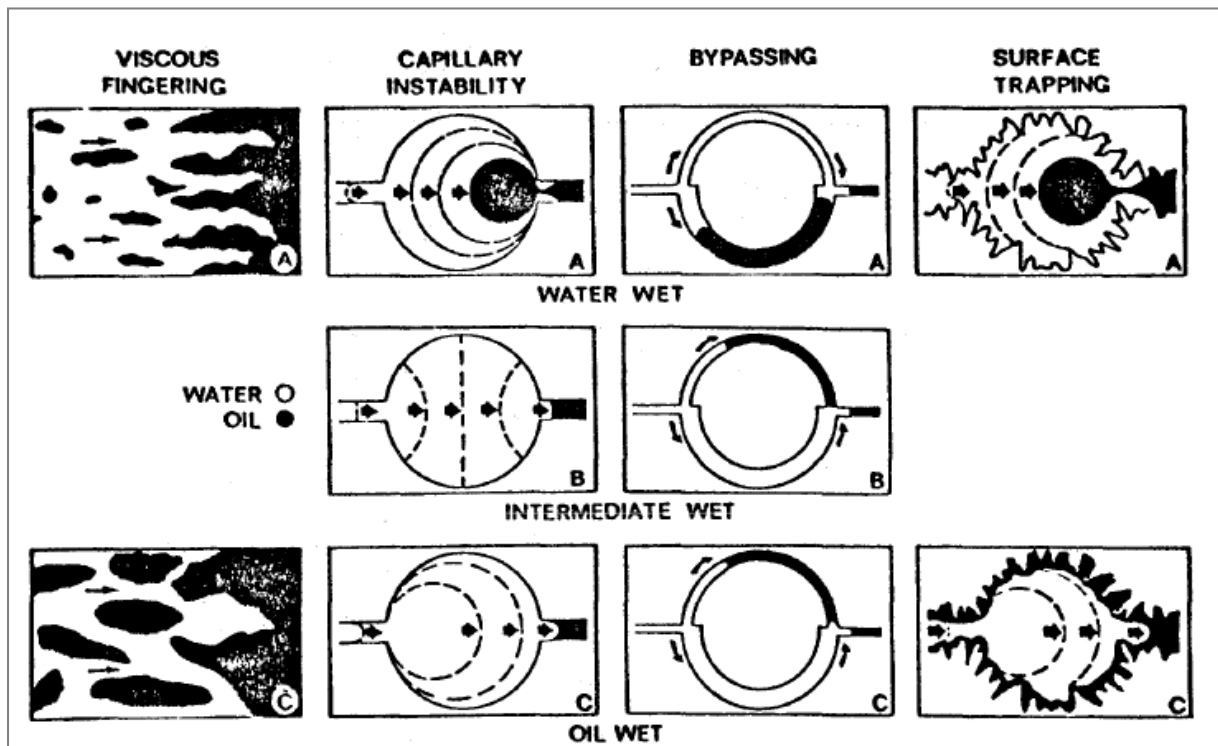 VISCOUS FINGERING
CAPILLARY INSTABILITY
BYPASSING
SURFACE TRAPPING
A
A
A
A
WATER WET
WATER
OIL
B
B
INTERMEDIATE WET
C
C
C
C
OIL WET